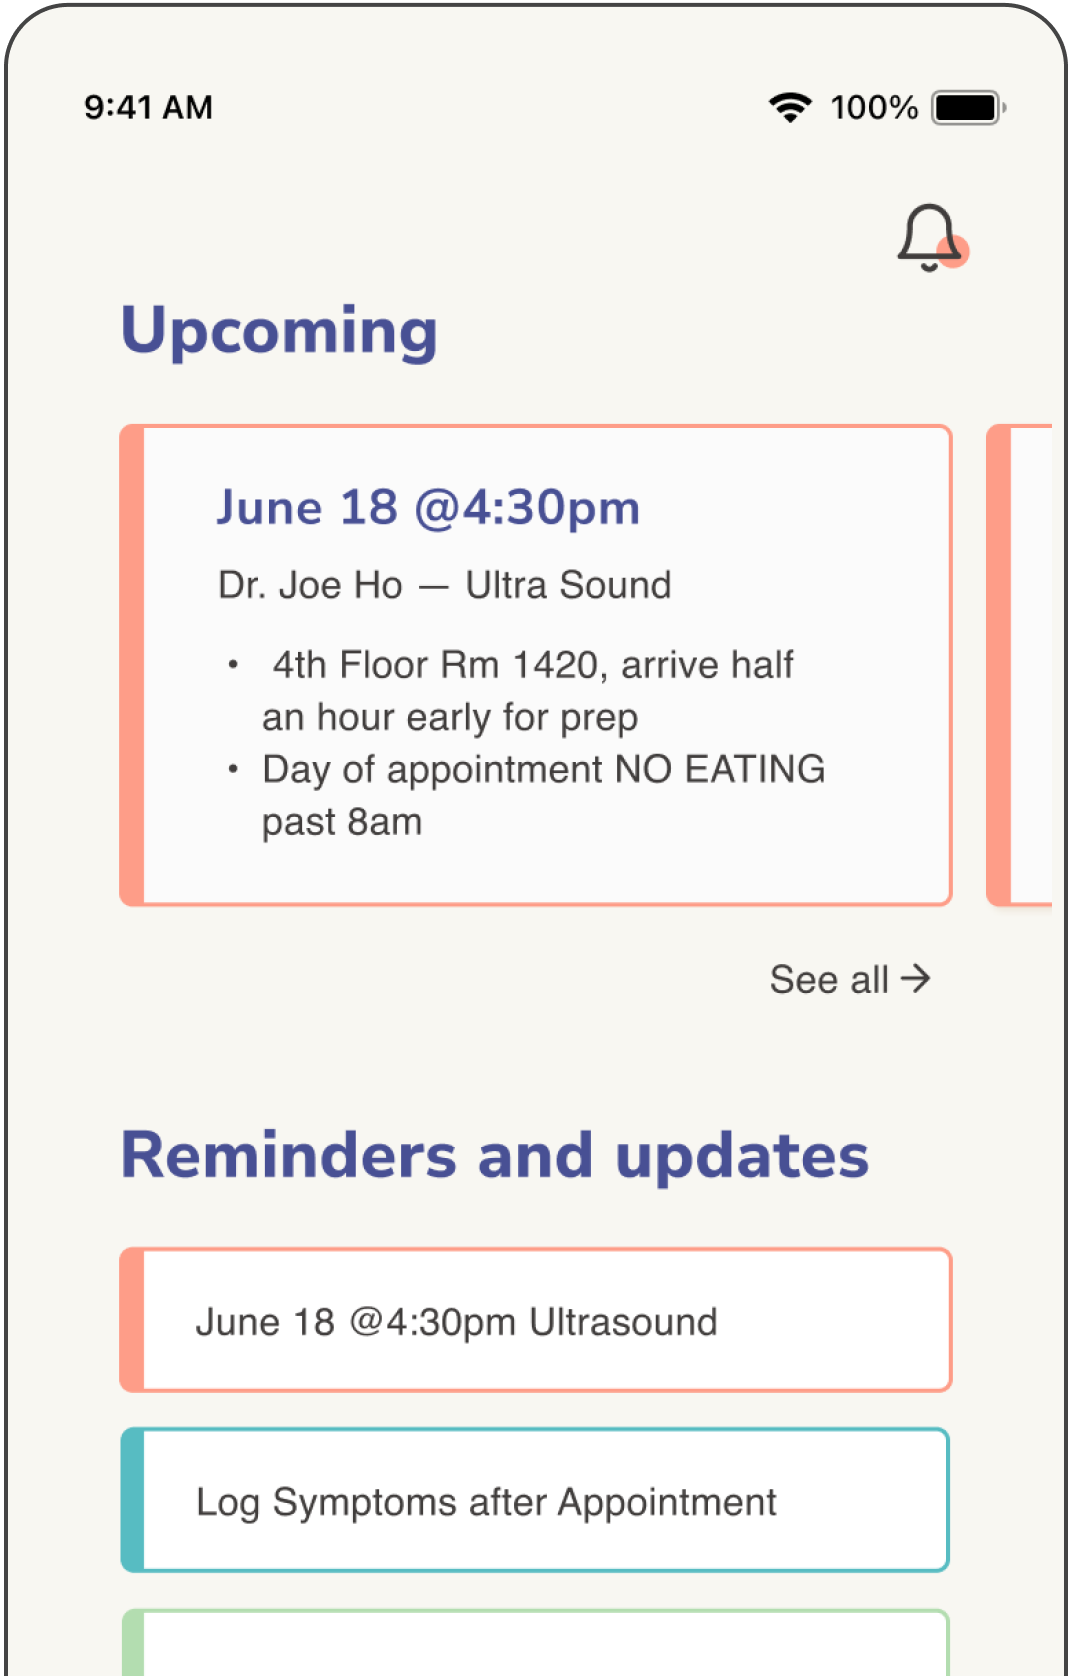 9:41 AM 100%
Upcoming
June 18 @4:30pm
Dr. Joe Ho — Ultra Sound
• 4th Floor Rm 1420, arrive half
an hour early for prep
• Day of appointment NO EATING
past 8am
See all →
Reminders and updates
June 18 @4:30pm Ultrasound
Log Symptoms after Appointment